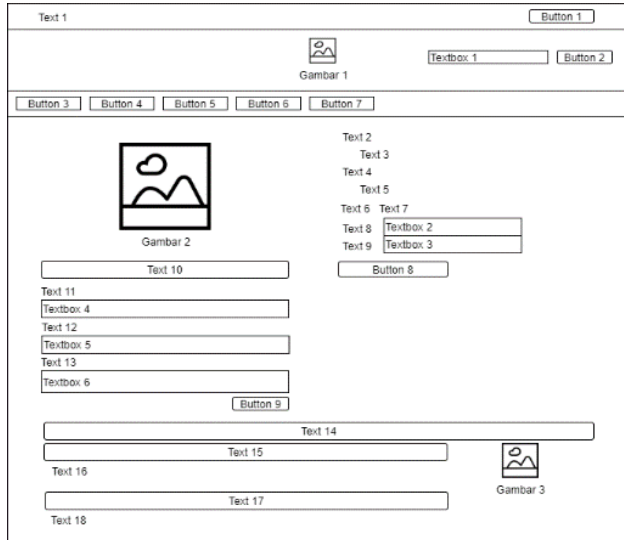 Text 1
Button 1
Gambar 1
Textbox 1
Button 2
Button 3
Button 4
Button 5
Button 6
Button 7
Gambar 2
Text 2
Text 3
Text 4
Text 5
Text 6 Text 7
Text 8 Textbox 2
Text 9 Textbox 3
Button 8
Text 10
Text 11
Textbox 4
Text 12
Textbox 5
Text 13
Textbox 6
Button 9
Text 14
Text 15
Text 16
Gambar 3
Text 17
Text 18